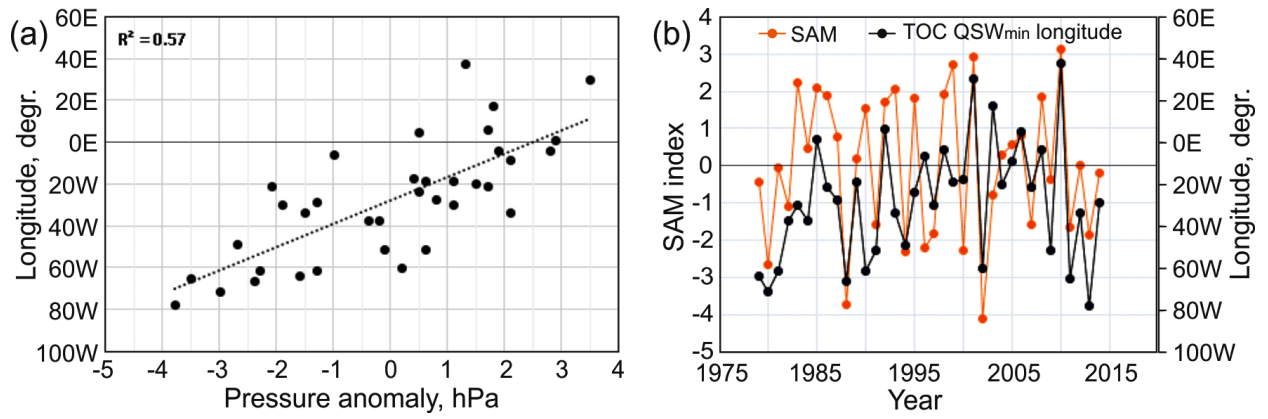 (a)
R² = 0.57
60E
40E
20E
0E
20W
40W
60W
80W
100W
Longitude, degr.
-5 -4 -3 -2 -1 0 1 2 3 4
Pressure anomaly, hPa
(b)
SAM TOC QSWmin longitude
4
3
2
1
0
-1
-2
-3
-4
-5
SAM index
60E
40E
20E
0E
20W
40W
60W
80W
100W
Longitude, degr.
1975 1985 1995 2005 2015
Year